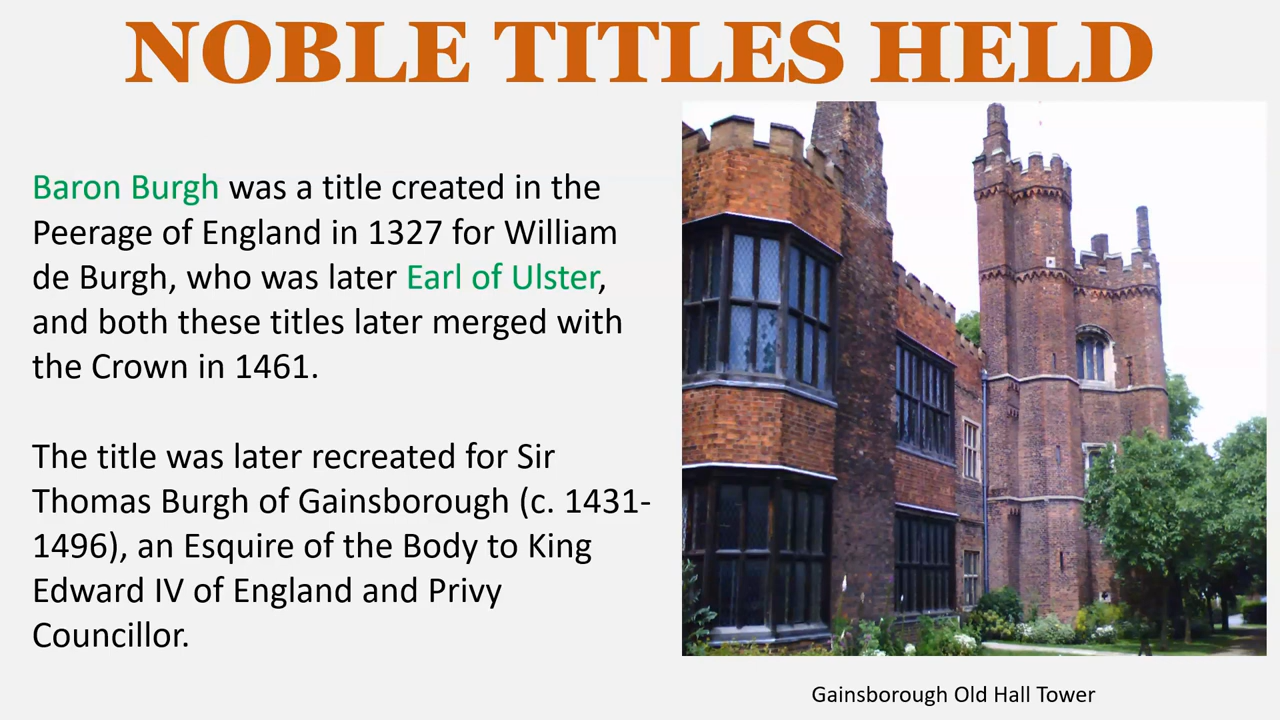 NOBLE TITLES HELD
Baron Burgh was a title created in the
Peerage of England in 1327 for William
de Burgh, who was later Earl of Ulster,
and both these titles later merged with
the Crown in 1461.
The title was later recreated for Sir
Thomas Burgh of Gainsborough (c. 1431-
1496), an Esquire of the Body to King
Edward IV of England and Privy
Councillor.
Gainsborough Old Hall Tower